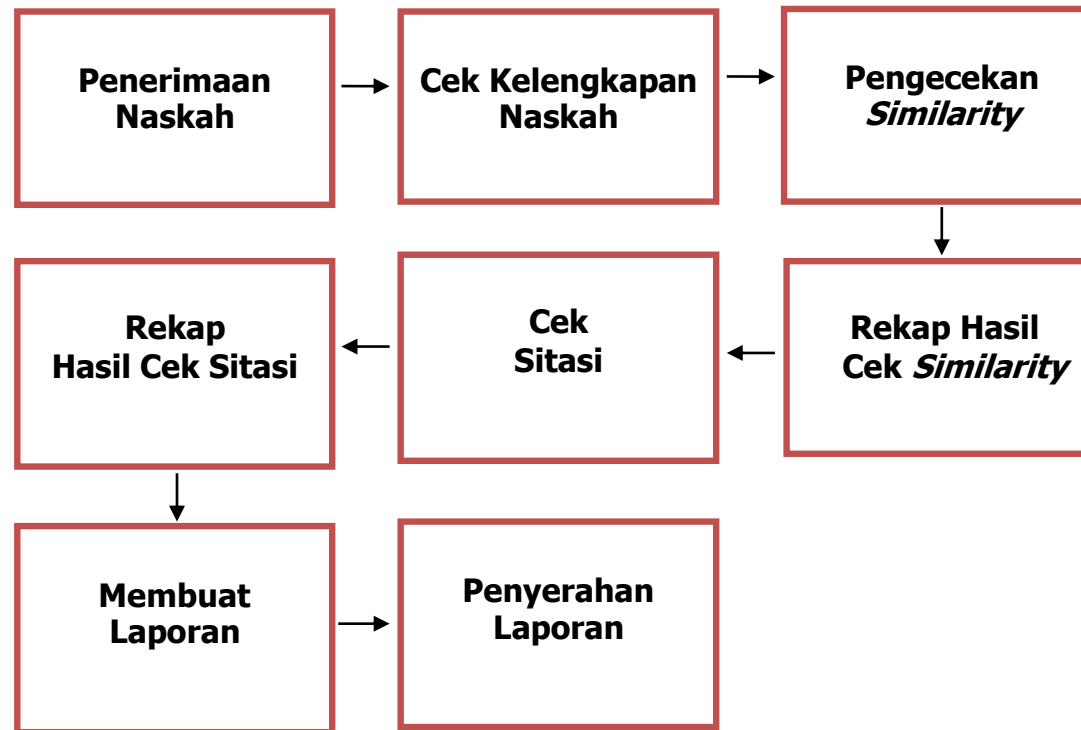 Penerimaan
Naskah
Cek Kelengkapan
Naskah
Pengecekan
Similarity
Rekap Hasil
Cek Similarity
Cek
Sitasi
Rekap
Hasil Cek Sitasi
Membuat
Laporan
Penyerahan
Laporan